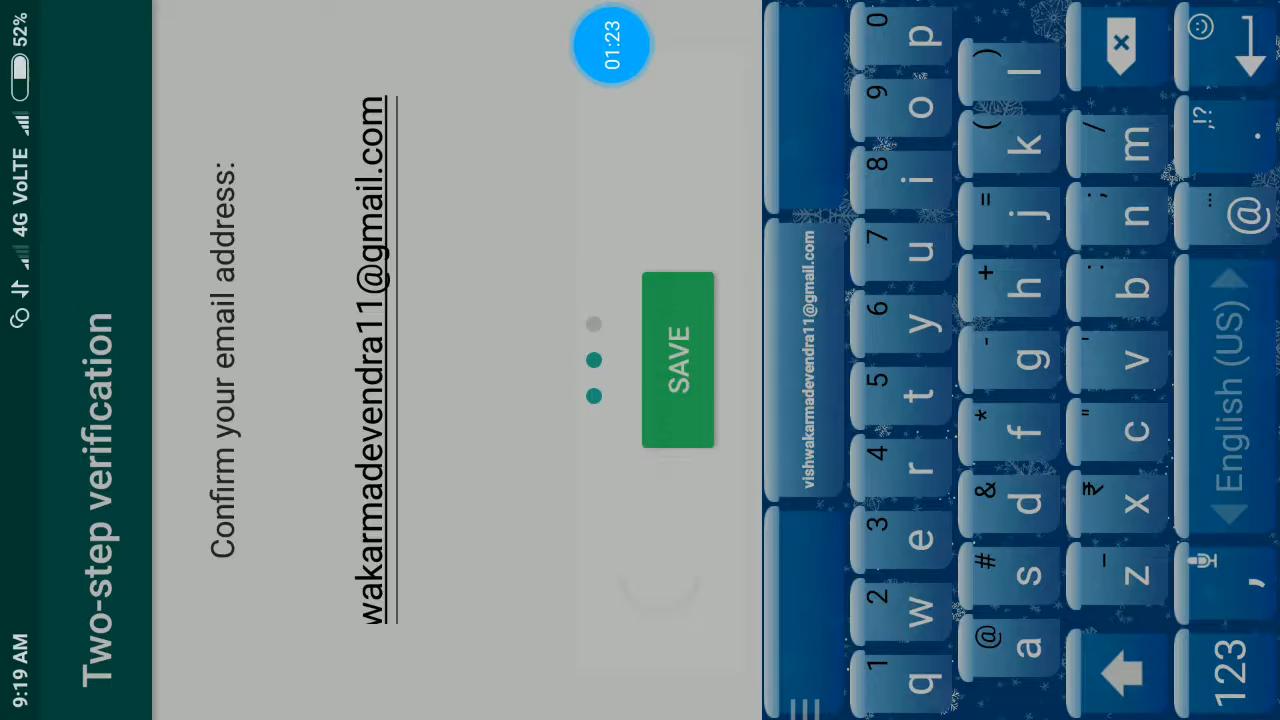 9:19 AM 4G VoLTE 52%
Two-step verification
Confirm your email address:
wakarmadevendra11@gmail.com
01:23
SAVE
vishwakarmadevendra11@gmail.com
1 2 3 4 5 6 7 8 9 0
q w e r t y u i o p
@ # & * - + = ( )
a s d f g h j k l
_ ₹ " ' : ; /
z x c v b n m
... ,!?
123 , English (US) @ .